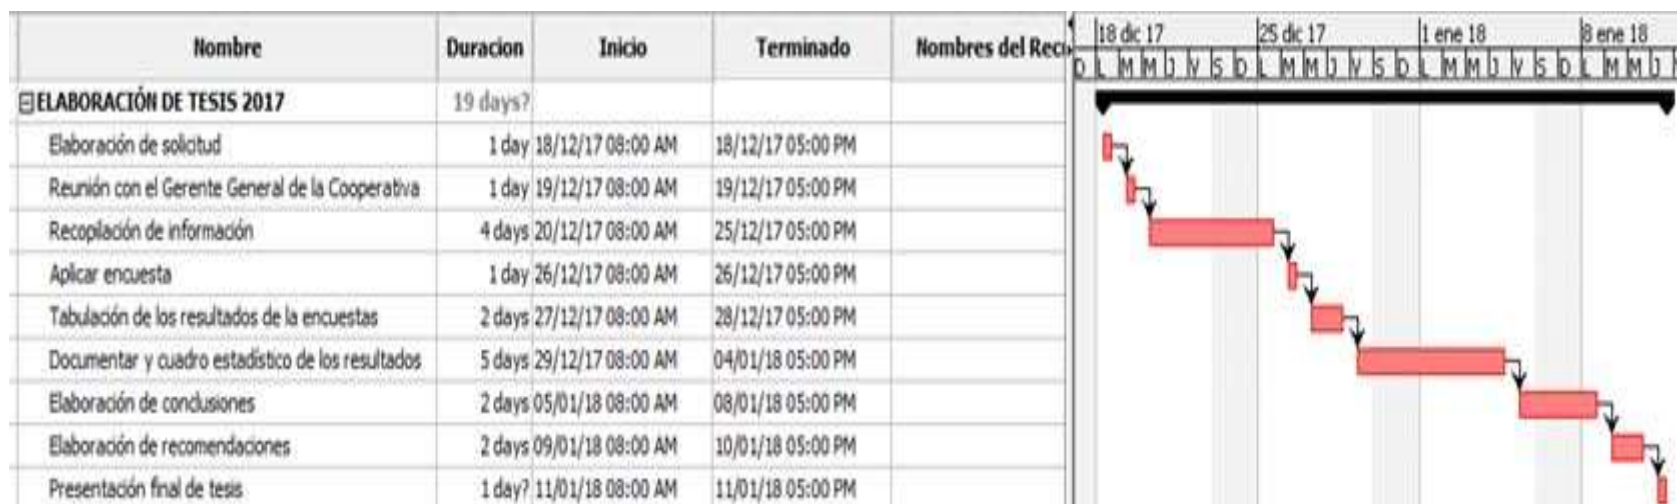 Nombre Duracion Inicio Terminado Nombres del Recu 18 dic 17 25 dic 17 1 ene 18 8 ene 18
D L M M J V S D L M M J V S D L M M J V S D L M M J V
ELABORACIÓN DE TESIS 2017 19 days?
Elaboración de solicitud 1 day 18/12/17 08:00 AM 18/12/17 05:00 PM
Reunión con el Gerente General de la Cooperativa 1 day 19/12/17 08:00 AM 19/12/17 05:00 PM
Recopilación de información 4 days 20/12/17 08:00 AM 25/12/17 05:00 PM
Aplicar encuesta 1 day 26/12/17 08:00 AM 26/12/17 05:00 PM
Tabulación de los resultados de la encuestas 2 days 27/12/17 08:00 AM 28/12/17 05:00 PM
Documentar y cuadro estadístico de los resultados 5 days 29/12/17 08:00 AM 04/01/18 05:00 PM
Elaboración de conclusiones 2 days 05/01/18 08:00 AM 08/01/18 05:00 PM
Elaboración de recomendaciones 2 days 09/01/18 08:00 AM 10/01/18 05:00 PM
Presentación final de tesis 1 day? 11/01/18 08:00 AM 11/01/18 05:00 PM